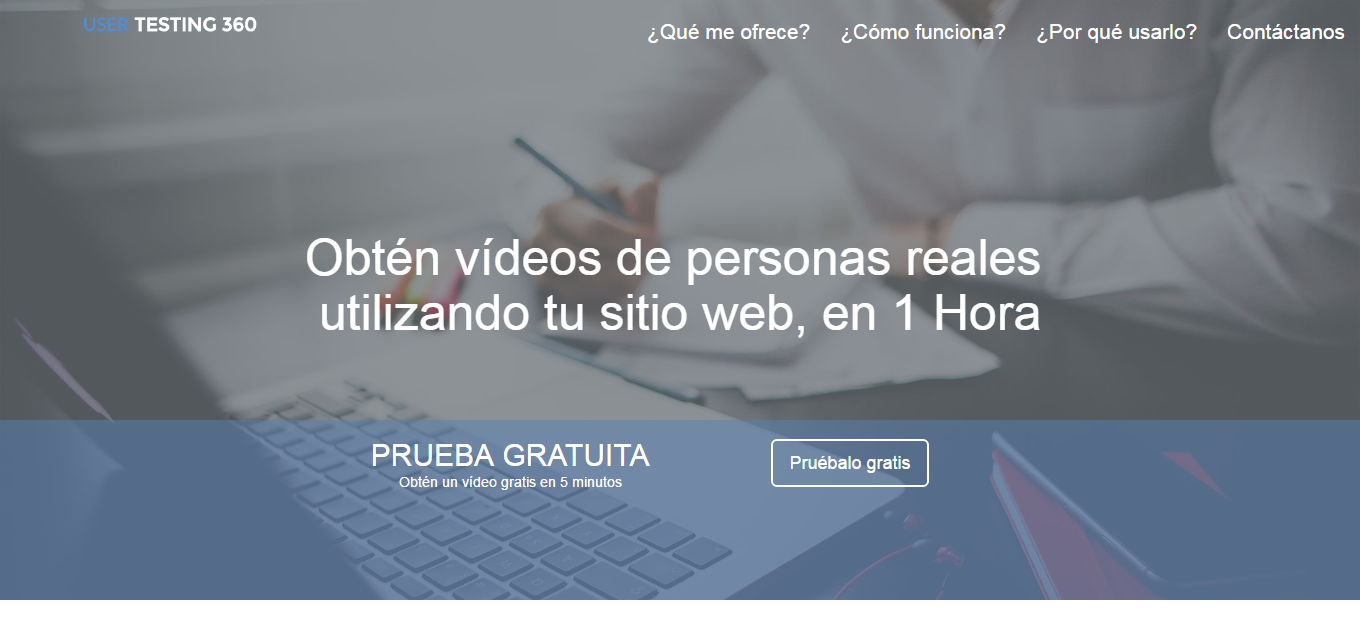 USER TESTING 360
¿Qué me ofrece? ¿Cómo funciona? ¿Por qué usarlo? Contáctanos
Obtén vídeos de personas reales
utilizando tu sitio web, en 1 Hora
PRUEBA GRATUITA
Obtén un vídeo gratis en 5 minutos
Pruébalo gratis